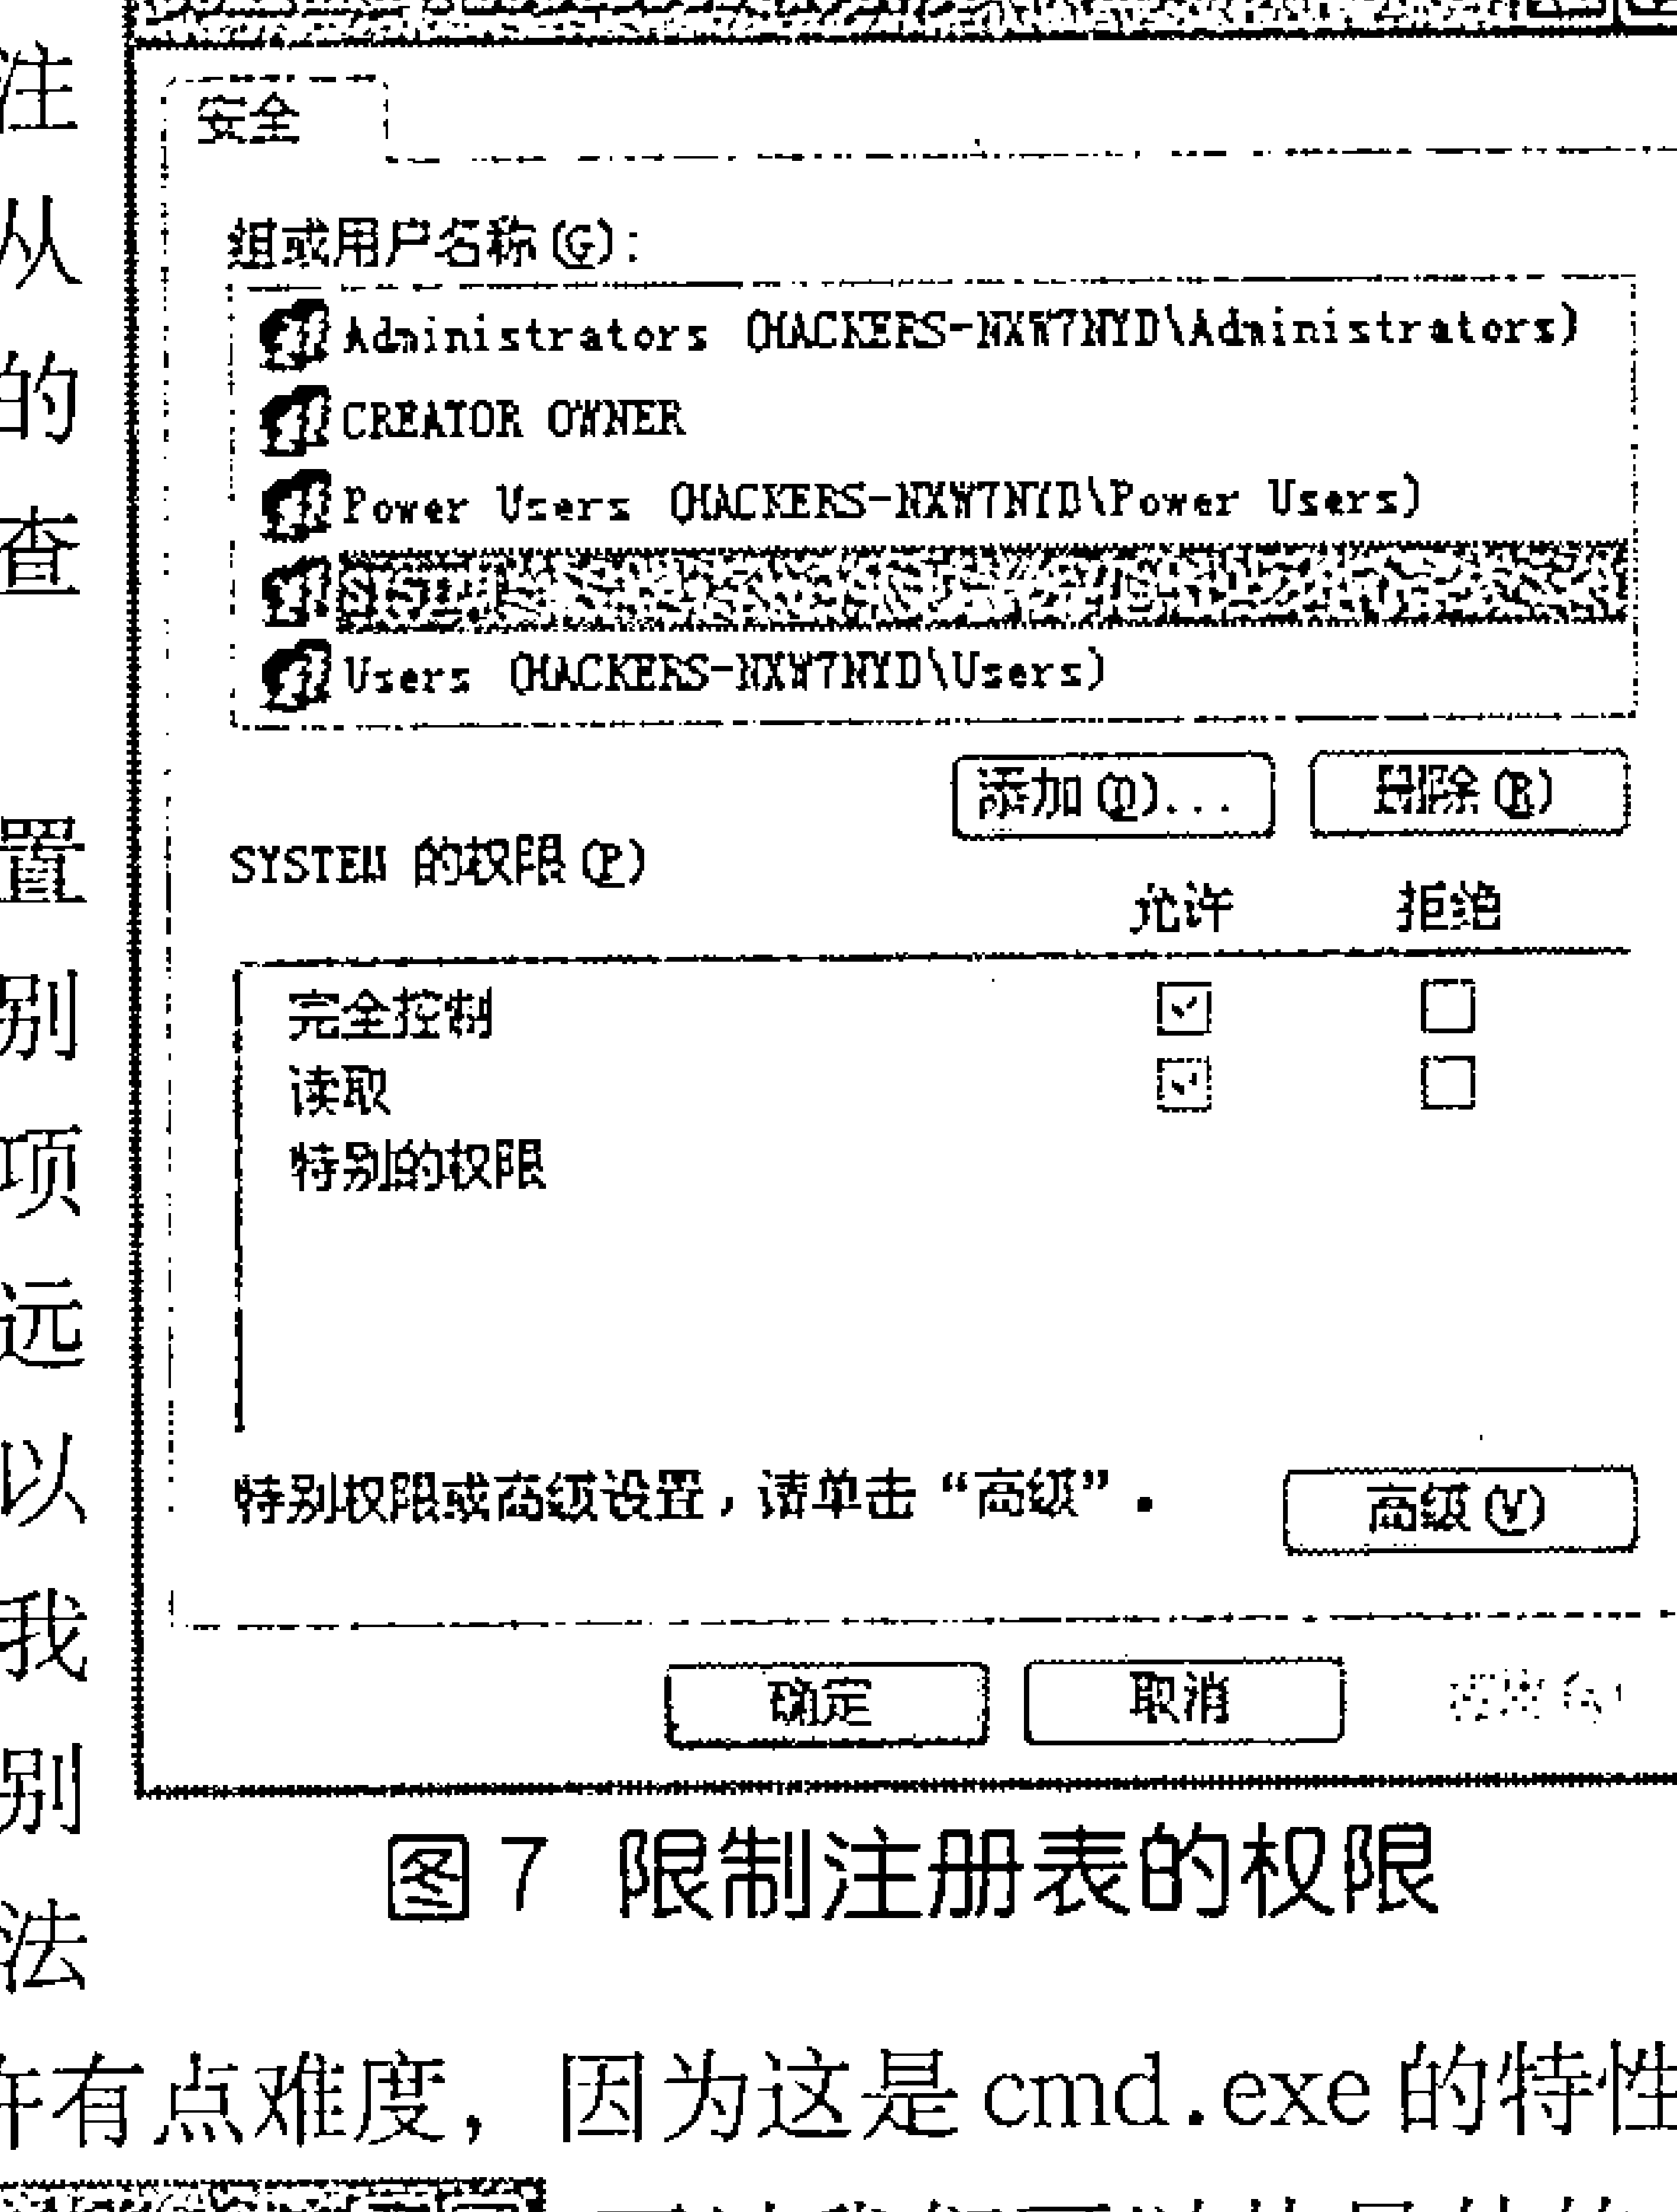 注
从
的
查
置
别
项
远
以
我
别
法
安全
组或用户名称(G):
Administrators (HACKERS-NXW7NYD\Administrators)
CREATOR OWNER
Power Users (HACKERS-NXW7NYD\Power Users)
SYSTEM
Users (HACKERS-NXW7NYD\Users)
添加(D)... 删除(R)
SYSTEM 的权限(P)
允许 拒绝
完全控制
读取
特别的权限
特别权限或高级设置,请单击“高级”。
高级(V)
确定 取消
图7 限制注册表的权限
许有点难度,因为这是cmd.exe的特性